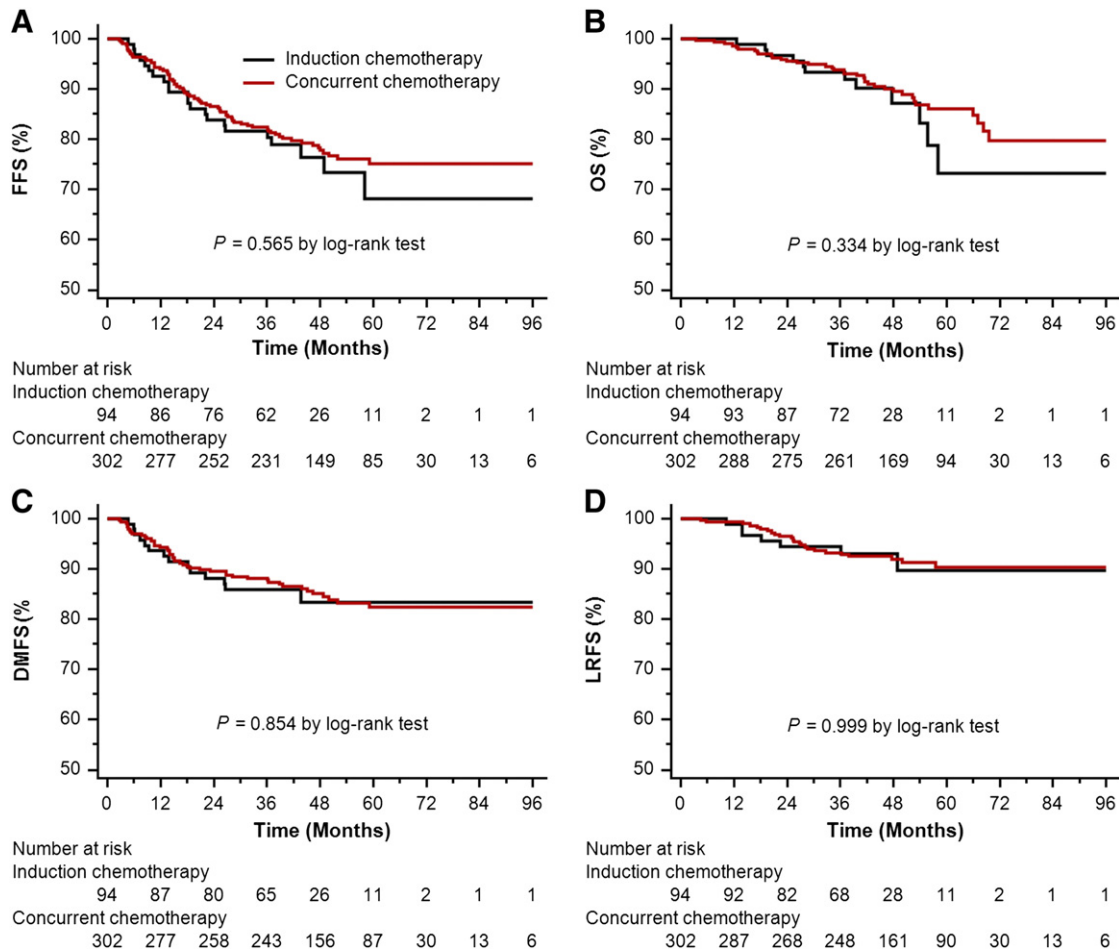 A
FFS (%)
100
90
80
70
60
50
Induction chemotherapy
Concurrent chemotherapy
P = 0.565 by log-rank test
0 12 24 36 48 60 72 84 96
Time (Months)
Number at risk
Induction chemotherapy
94 86 76 62 26 11 2 1 1
Concurrent chemotherapy
302 277 252 231 149 85 30 13 6
B
OS (%)
100
90
80
70
60
50
P = 0.334 by log-rank test
0 12 24 36 48 60 72 84 96
Time (Months)
Number at risk
Induction chemotherapy
94 93 87 72 28 11 2 1 1
Concurrent chemotherapy
302 288 275 261 169 94 30 13 6
C
DMFS (%
100
90
80
70
60
50
P = 0.854 by log-rank test
0 12 24 36 48 60 72 84 96
Time (Months)
Number at risk
Induction chemotherapy
94 87 80 65 26 11 2 1 1
Concurrent chemotherapy
302 277 258 243 156 87 30 13 6
D
LRFS (%)
100
90
80
70
60
50
P = 0.999 by log-rank test
0 12 24 36 48 60 72 84 96
Time (Months)
Number at risk
Induction chemotherapy
94 92 82 68 28 11 2 1 1
Concurrent chemotherapy
302 287 268 248 161 90 30 13 6